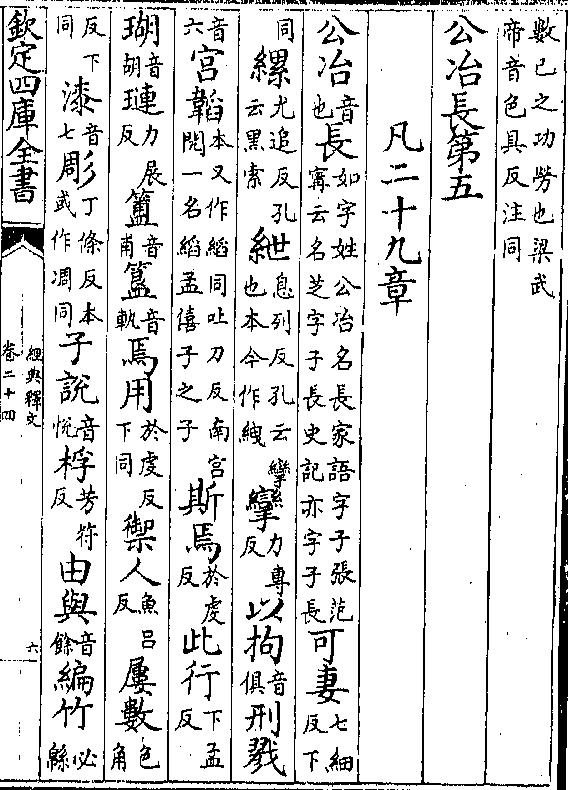 數已之功勞也梁武帝音色具反注同
公冶長第五
凡二十九章
公冶音也長如字姓公冶名長家語字子張范寗云名芝字子長史記亦字子長可妻七細反下
同縲尤追反孔云黑索紲息列反孔云攣也本今作絏攣力專反以拘音俱刑戮
音六宮韜本又作縚同吐刀反南宮閲一名縚孟僖子之子斯焉於虔反此行下孟反
瑚音胡璉力展反簠音甫簋音軌焉用於虔反下同禦人魚吕反屢數色角
反下同漆音七彫丁條反本或作凋同子說音悅桴芳符反由與音餘編竹必緜
欽定四庫全書
經典釋文
卷二十四
六